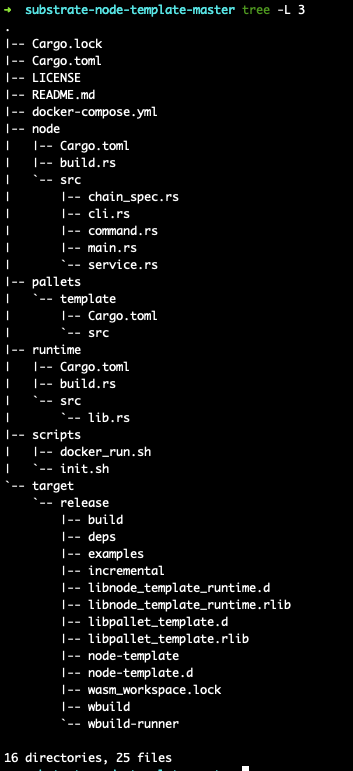 ➜  substrate-node-template-master tree -L 3
.
|-- Cargo.lock
|-- Cargo.toml
|-- LICENSE
|-- README.md
|-- docker-compose.yml
|-- node
|   |-- Cargo.toml
|   |-- build.rs
|   `-- src
|       |-- chain_spec.rs
|       |-- cli.rs
|       |-- command.rs
|       |-- main.rs
|       `-- service.rs
|-- pallets
|   `-- template
|       |-- Cargo.toml
|       `-- src
|-- runtime
|   |-- Cargo.toml
|   |-- build.rs
|   `-- src
|       `-- lib.rs
|-- scripts
|   |-- docker_run.sh
|   `-- init.sh
`-- target
    `-- release
        |-- build
        |-- deps
        |-- examples
        |-- incremental
        |-- libnode_template_runtime.d
        |-- libnode_template_runtime.rlib
        |-- libpallet_template.d
        |-- libpallet_template.rlib
        |-- node-template
        |-- node-template.d
        |-- wasm_workspace.lock
        |-- wbuild
        `-- wbuild-runner

16 directories, 25 files